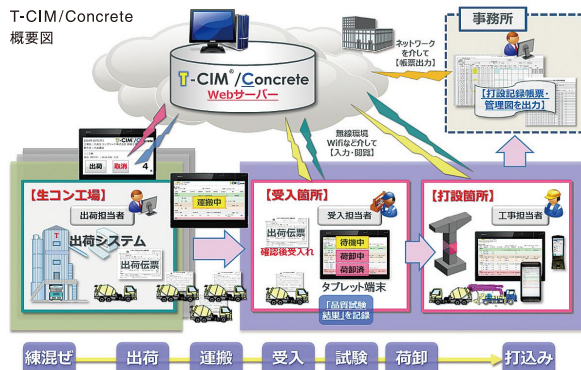 T-CIM/Concrete
概要図
T-CIM®/Concrete
Webサーバー
ネットワーク
を介して
【帳票出力】
事務所
【打設記録帳票・
管理図を出力】
無線環境
Wifiなど介して
【入力・閲覧】
出荷
取消
4
【生コン工場】
出荷担当者
出荷システム
出荷伝票
運搬中
【受入箇所】
受入担当者
出荷伝票
確認後受入れ
待機中
荷卸中
荷卸済
タブレット端末
「品質試験
結果」を記録
【打設箇所】
工事担当者
練混ぜ
出荷
運搬
受入
試験
荷卸
打込み